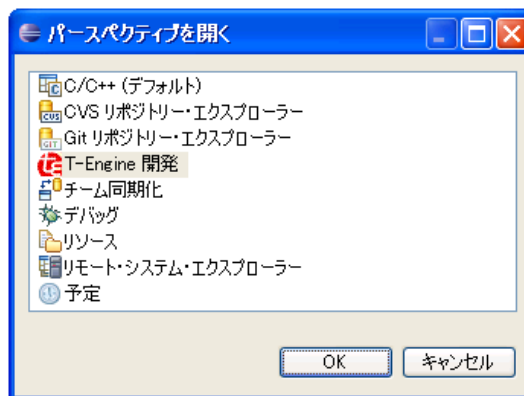 パースペクティブを開く
C/C++ (デフォルト)
CVS リポジトリー・エクスプローラー
Git リポジトリー・エクスプローラー
T-Engine 開発
チーム同期化
デバッグ
リソース
リモート・システム・エクスプローラー
予定
OK
キャンセル